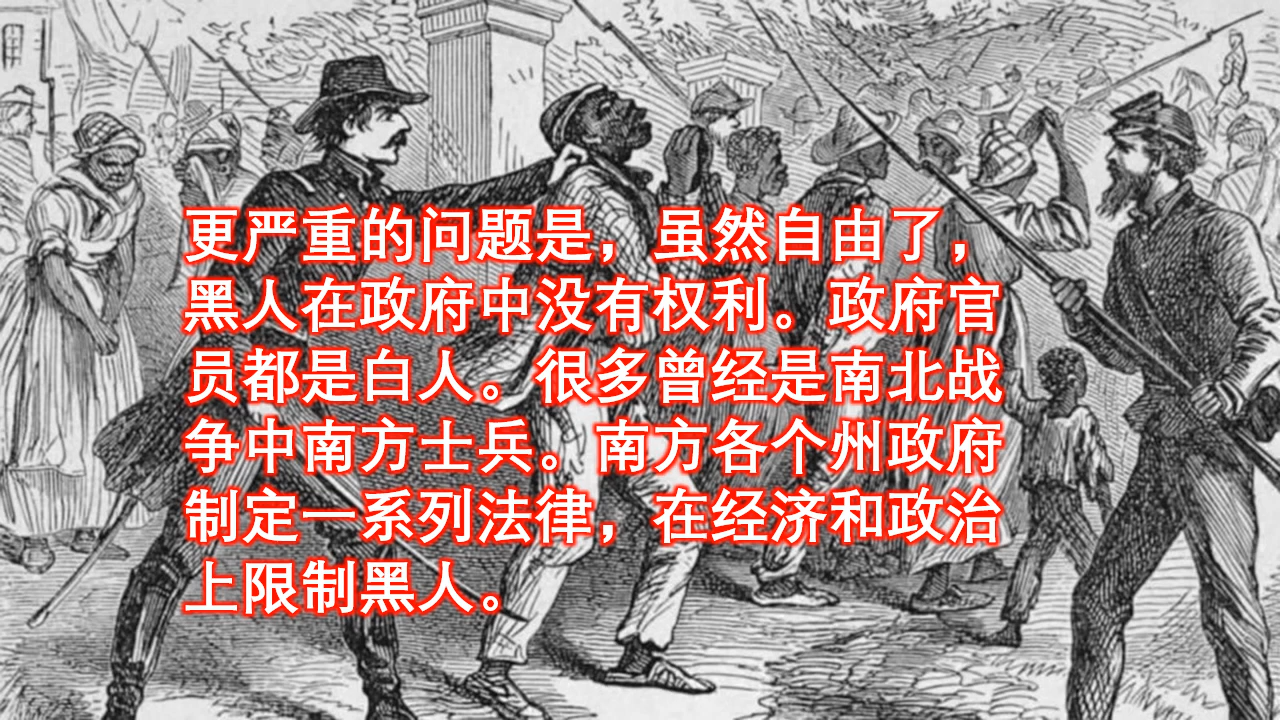 更严重的问题是，虽然自由了，
黑人在政府中没有权利。政府官
员都是白人。很多曾经是南北战
争中南方士兵。南方各个州政府
制定一系列法律，在经济和政治
上限制黑人。